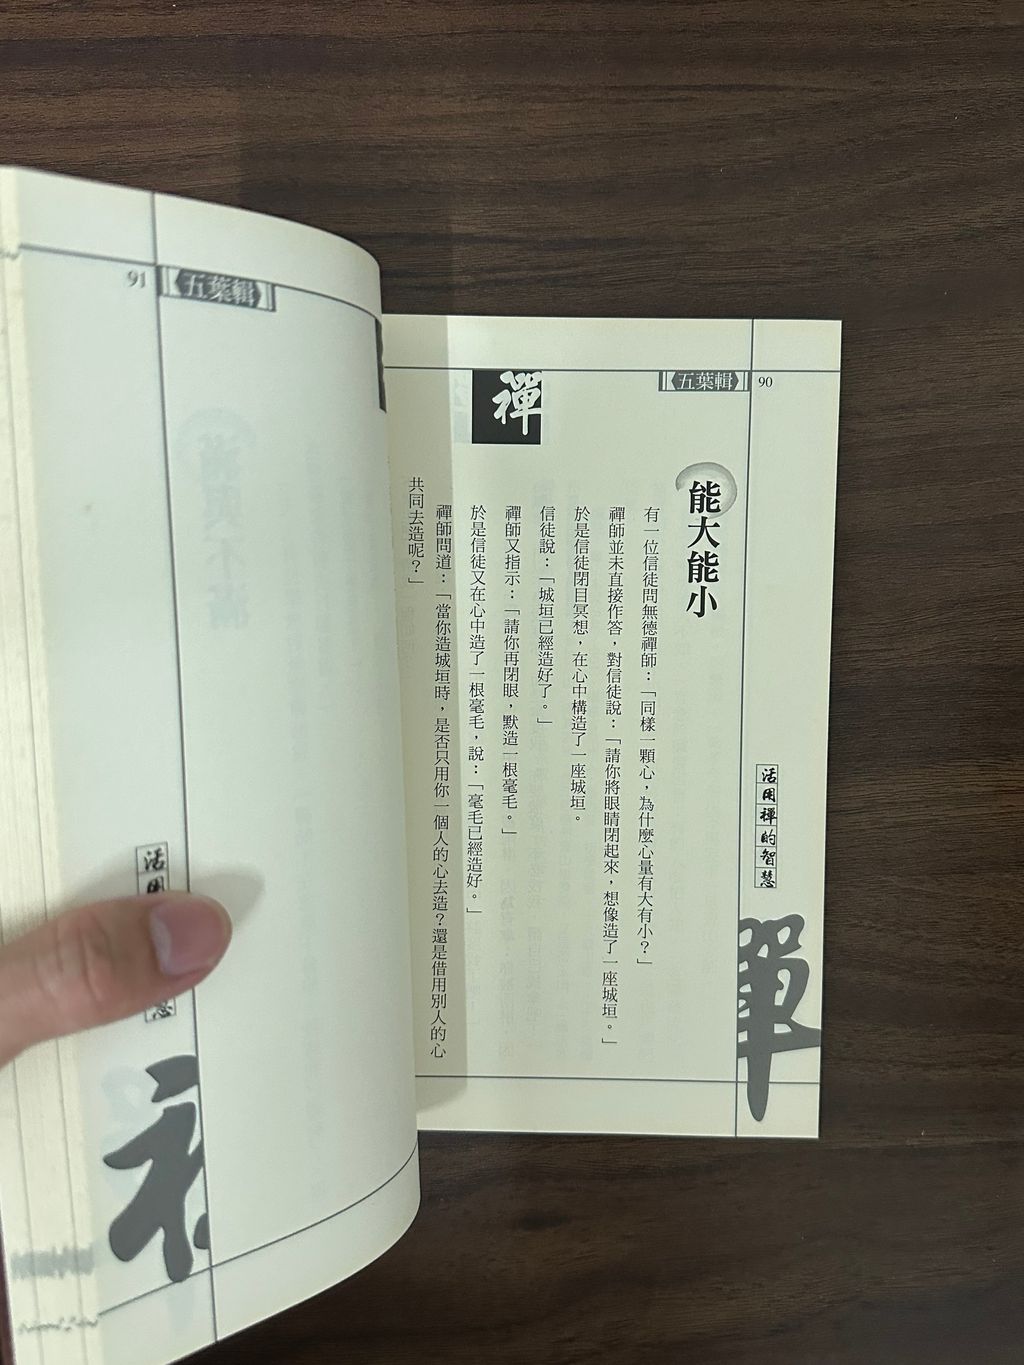 五葉輯
90
能大能小
有一位信徒問無德禪師：「同樣一顆心，為什麼心量有大有小？」
禪師並未直接作答，對信徒說：「請你將眼睛閉起來，想像造了一座城垣。」
於是信徒閉目冥想，在心中構造了一座城垣。
信徒說：「城垣已經造好了。」
禪師又指示：「請你再閉眼，默造一根毫毛。」
於是信徒又在心中造了一根毫毛，說：「毫毛已經造好。」
禪師問道：「當你造城垣時，是否只用你一個人的心去造？還是借用別人的心
共同去造呢？」
禪
活用禪的智慧
禪
91
五葉輯
活用
慧